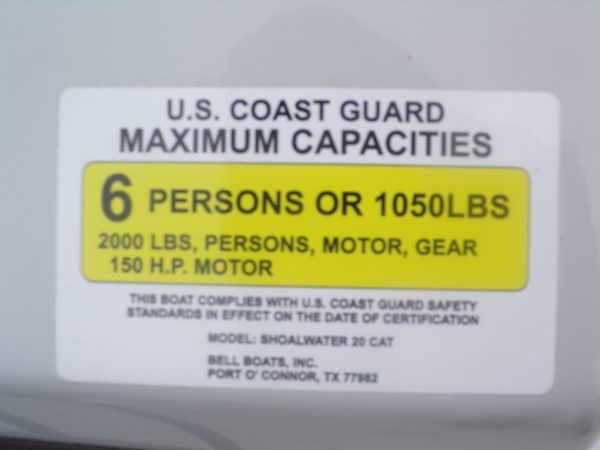 U.S. COAST GUARD
MAXIMUM CAPACITIES
6 PERSONS OR 1050LBS
2000 LBS, PERSONS, MOTOR, GEAR
150 H.P. MOTOR
THIS BOAT COMPLIES WITH U.S. COAST GUARD SAFETY
STANDARDS IN EFFECT ON THE DATE OF CERTIFICATION
MODEL: SHOALWATER 20 CAT
BELL BOATS, INC.
PORT O' CONNOR, TX 77982